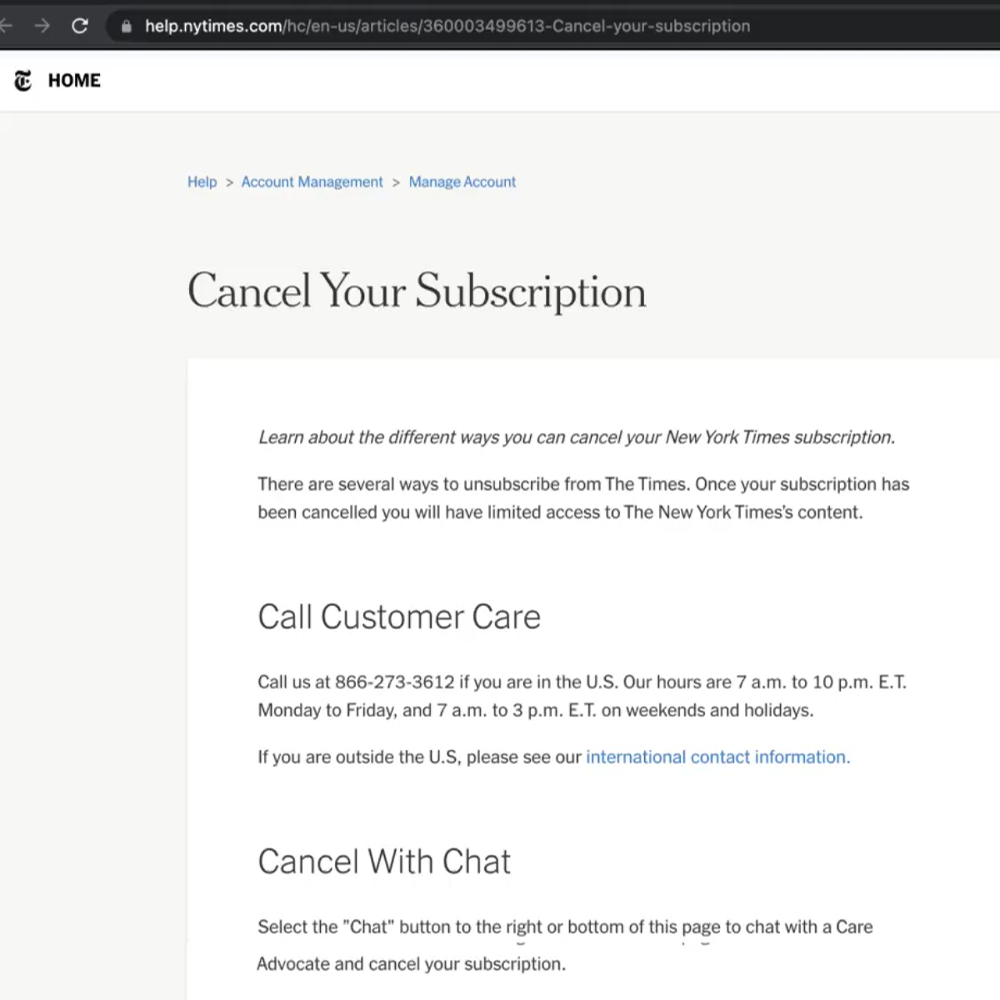 help.nytimes.com/hc/en-us/articles/360003499613-Cancel-your-subscription
HOME
Help > Account Management > Manage Account
Cancel Your Subscription
Learn about the different ways you can cancel your New York Times subscription.
There are several ways to unsubscribe from The Times. Once your subscription has
been cancelled you will have limited access to The New York Times's content.
Call Customer Care
Call us at 866-273-3612 if you are in the U.S. Our hours are 7 a.m. to 10 p.m. E.T.
Monday to Friday, and 7 a.m. to 3 p.m. E.T. on weekends and holidays.
If you are outside the U.S, please see our international contact information.
Cancel With Chat
Select the "Chat" button to the right or bottom of this page to chat with a Care
Advocate and cancel your subscription.